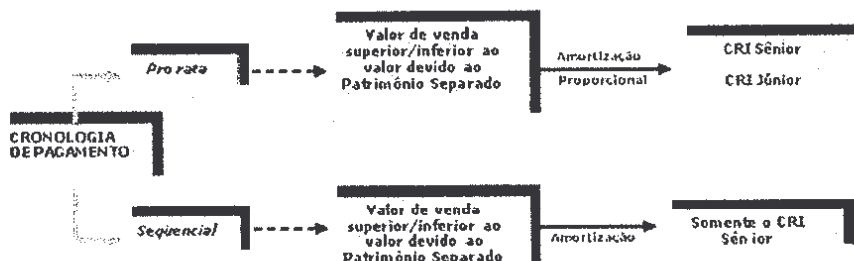 Valor de venda
superior/inferior ao
valor devido ao
Patrimônio Separado
Pro rata
Amortização
Proporcional
CRI Sênior
CRI Júnior
CRONOLOGIA
DE PAGAMENTO
Seqüencial
Valor de venda
superior/inferior ao
valor devido ao
Patrimônio Separado
Amortização
Somente o CRI
Sênior